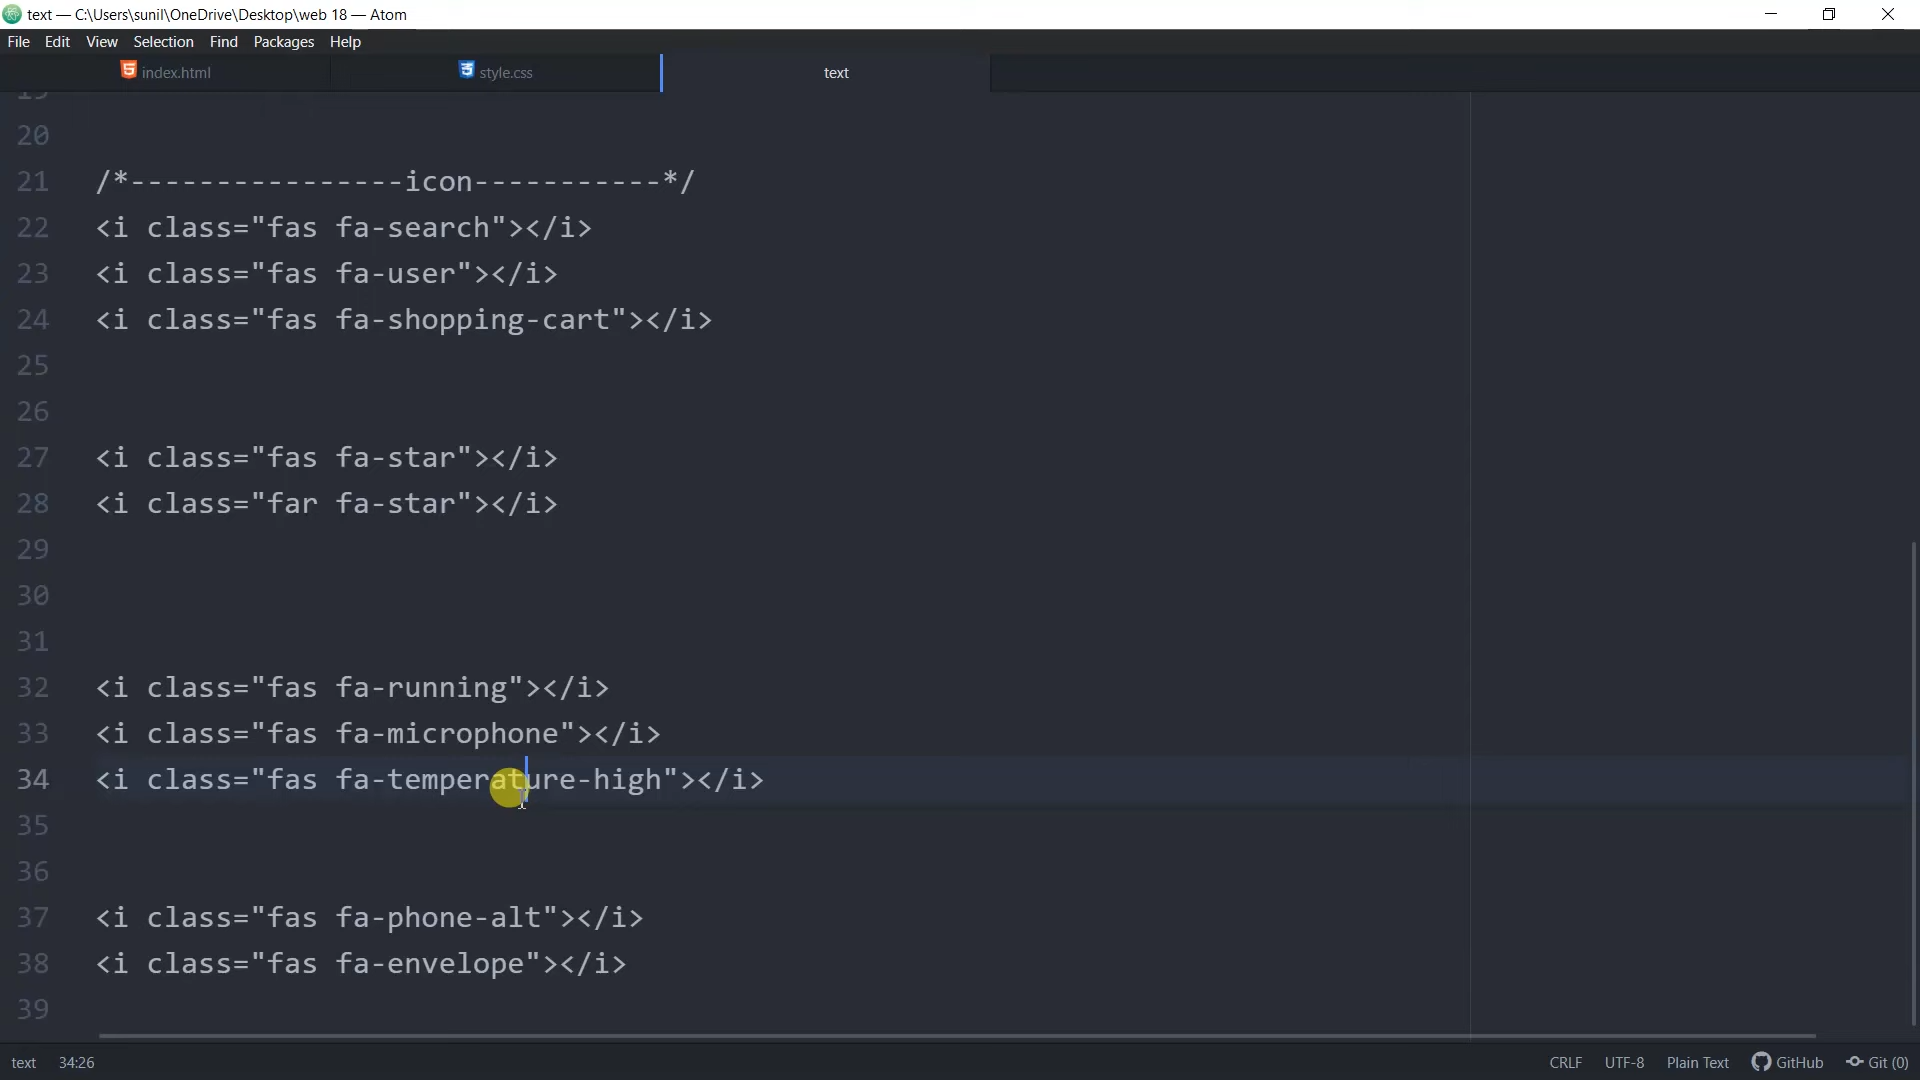 text — C:\Users\sunil\OneDrive\Desktop\web 18 — Atom
File Edit View Selection Find Packages Help
index.html style.css text
19
20
21 /*----------------icon-----------*/
22 <i class="fas fa-search"></i>
23 <i class="fas fa-user"></i>
24 <i class="fas fa-shopping-cart"></i>
25
26
27 <i class="fas fa-star"></i>
28 <i class="far fa-star"></i>
29
30
31
32 <i class="fas fa-running"></i>
33 <i class="fas fa-microphone"></i>
34 <i class="fas fa-temperature-high"></i>
35
36
37 <i class="fas fa-phone-alt"></i>
38 <i class="fas fa-envelope"></i>
39
text 34:26 CRLF UTF-8 Plain Text GitHub Git (0)